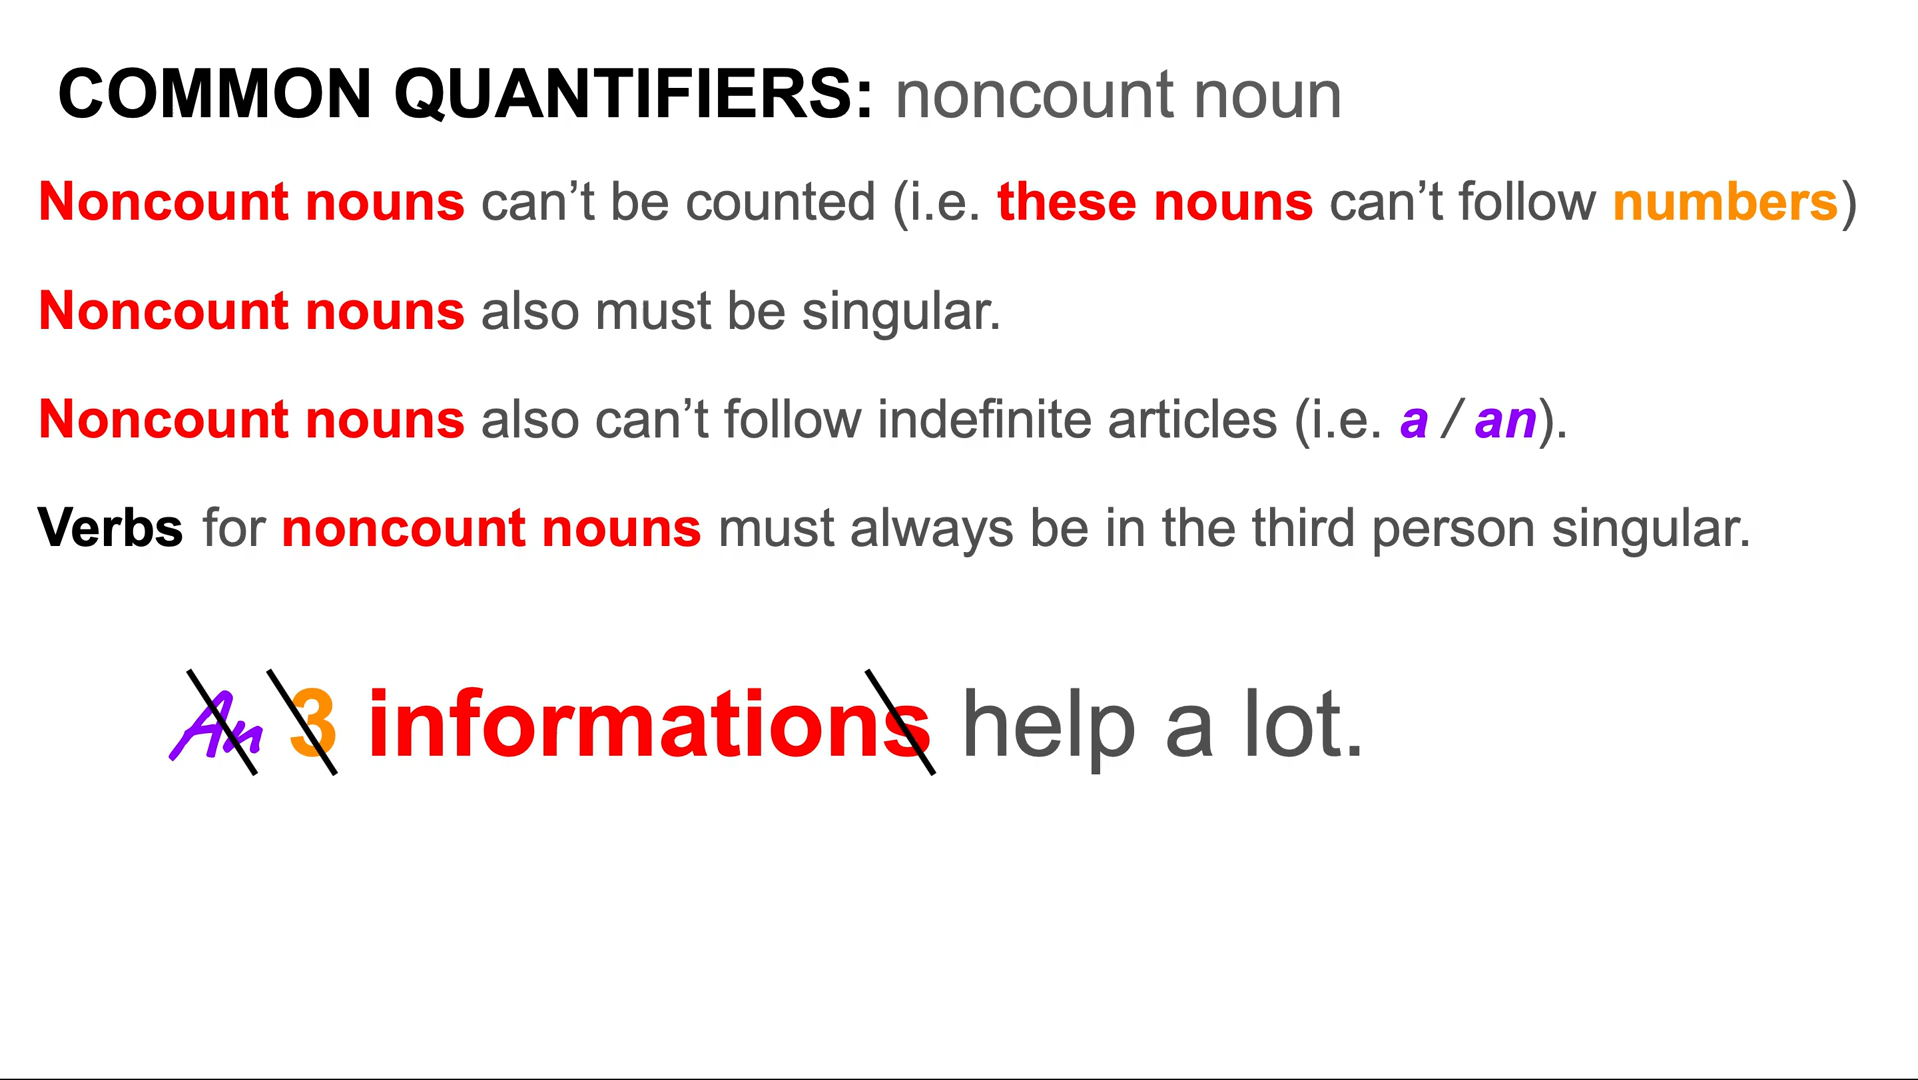 COMMON QUANTIFIERS: noncount noun
Noncount nouns can’t be counted (i.e. these nouns can’t follow numbers)
Noncount nouns also must be singular.
Noncount nouns also can’t follow indefinite articles (i.e. a / an).
Verbs for noncount nouns must always be in the third person singular.
An 3 informations help a lot.